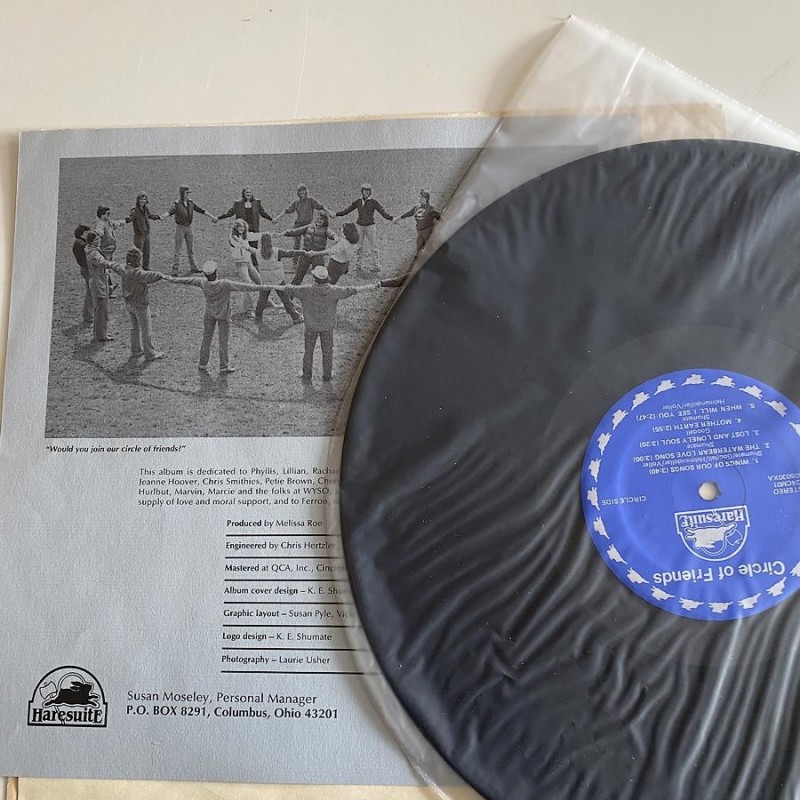 "Would you join our circle of friends?"
This album is dedicated to Phyllis, Lillian, Rachae
Jeanne Hoover, Chris Smithies, Petie Brown, Che
Hurlbut, Marvin, Marcie and the folks at WYSO,
supply of love and moral support, and to Ferron,
Produced by Melissa Roe
Engineered by Chris Hertzler
Mastered at QCA, Inc., Cincin
Album cover design – K. E. Shu
Graphic layout – Susan Pyle, Vic
Logo design – K. E. Shumate
Photography – Laurie Usher
Haresuite
Susan Moseley, Personal Manager
P.O. BOX 8291, Columbus, Ohio 43201
Circle of Friends
Haresuite
STEREO
24CM01
CIRCLE SIDE
1. WINGS OF OUR SONGS (3:40)
2. THE WATERBEAR LOVE SONG (3:06)
3. LOST AND LONELY SOUL (3:29)
Goodall
4. MOTHER EARTH (2:55)
Shumate
5. WHEN WILL I SEE YOU (2:47)